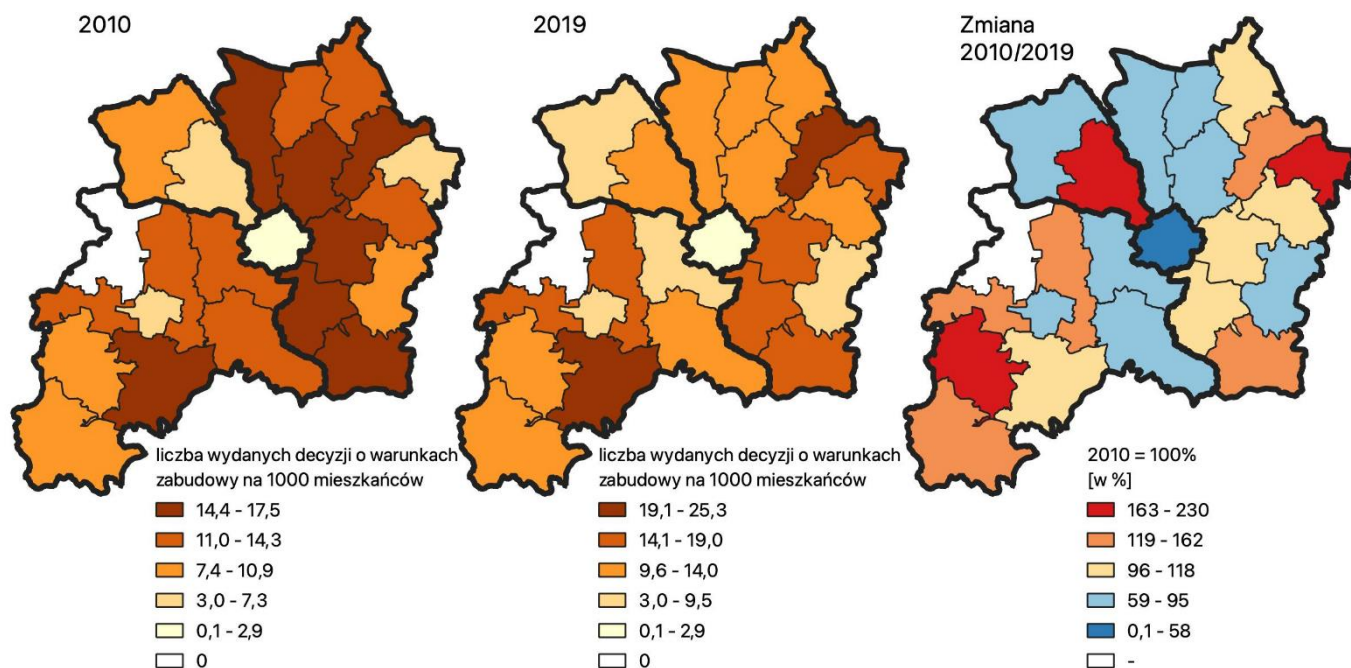 2010
2019
Zmiana
2010/2019
liczba wydanych decyzji o warunkach
zabudowy na 1000 mieszkańców
14,4 - 17,5
11,0 - 14,3
7,4 - 10,9
3,0 - 7,3
0,1 - 2,9
0
liczba wydanych decyzji o warunkach
zabudowy na 1000 mieszkańców
19,1 - 25,3
14,1 - 19,0
9,6 - 14,0
3,0 - 9,5
0,1 - 2,9
0
2010 = 100%
[w %]
163 - 230
119 - 162
96 - 118
59 - 95
0,1 - 58
-